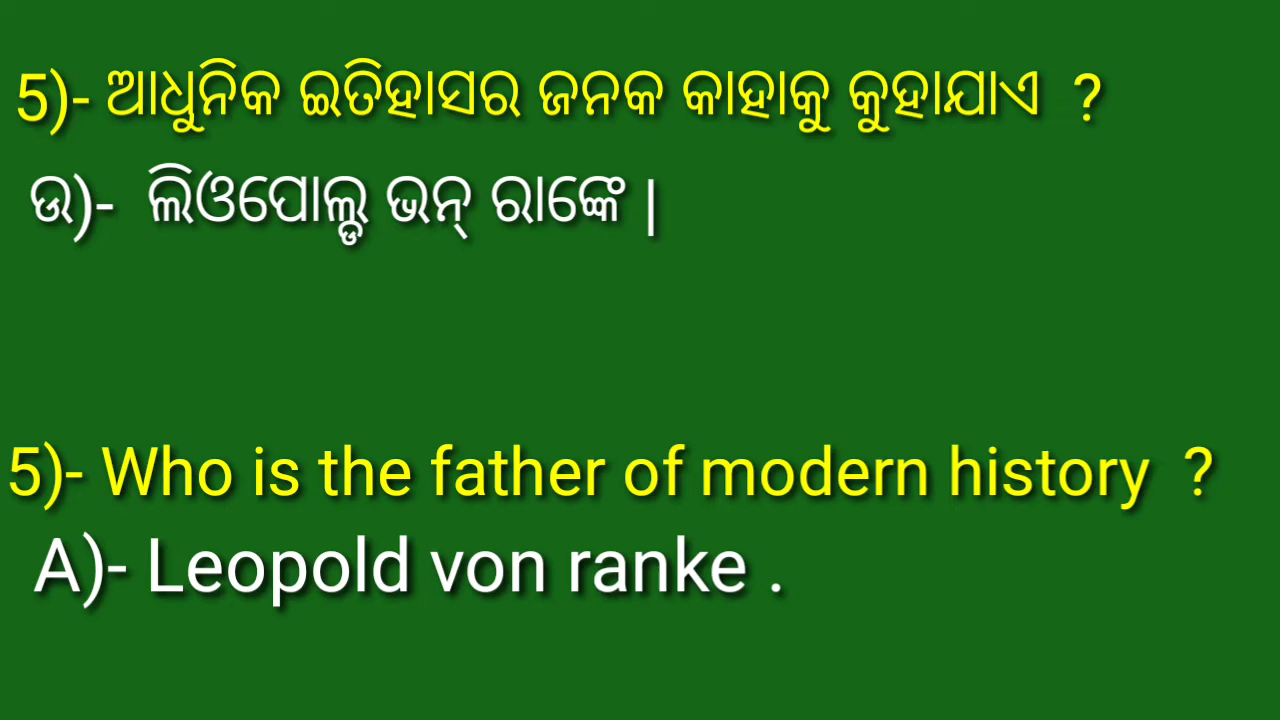 5)- ଆଧୁନିକ ଇତିହାସର ଜନକ କାହାକୁ କୁହାଯାଏ ?
ଉ)- ଲିଓପୋଲ୍ଡ ଭନ୍ ରାଙ୍କେ |
5)- Who is the father of modern history ?
A)- Leopold von ranke .